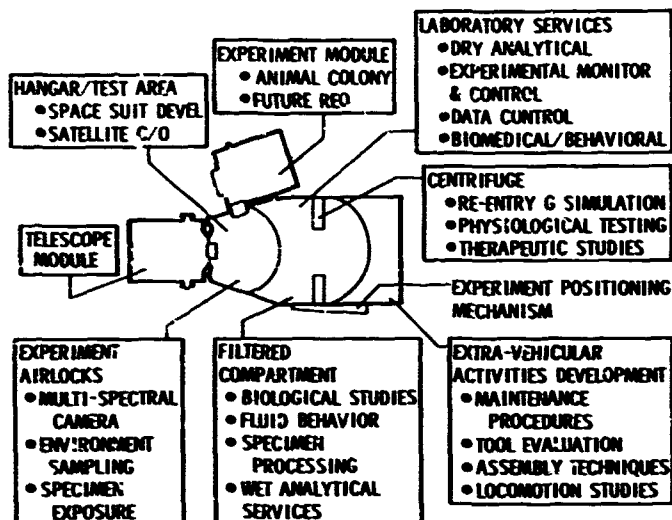 LABORATORY SERVICES
• DRY ANALYTICAL
• EXPERIMENTAL MONITOR
& CONTROL
• DATA CONTROL
• BIOMEDICAL/BEHAVIORAL
EXPERIMENT MODULE
• ANIMAL COLONY
• FUTURE REQ
HANGAR/TEST AREA
• SPACE SUIT DEVEL
• SATELLITE C/O
CENTRIFUGE
• RE-ENTRY G SIMULATION
• PHYSIOLOGICAL TESTING
• THERAPEUTIC STUDIES
TELESCOPE
MODULE
EXPERIMENT POSITIONING
MECHANISM
EXPERIMENT
AIRLOCKS
• MULTI-SPECTRAL
CAMERA
• ENVIRONMENT
SAMPLING
• SPECIMEN
EXPOSURE
FILTERED
COMPARTMENT
• BIOLOGICAL STUDIES
• FLUID BEHAVIOR
• SPECIMEN
PROCESSING
• WET ANALYTICAL
SERVICES
EXTRA-VEHICULAR
ACTIVITIES DEVELOPMENT
• MAINTENANCE
PROCEDURES
• TOOL EVALUATION
• ASSEMBLY TECHNIQUES
• LOCOMOTION STUDIES